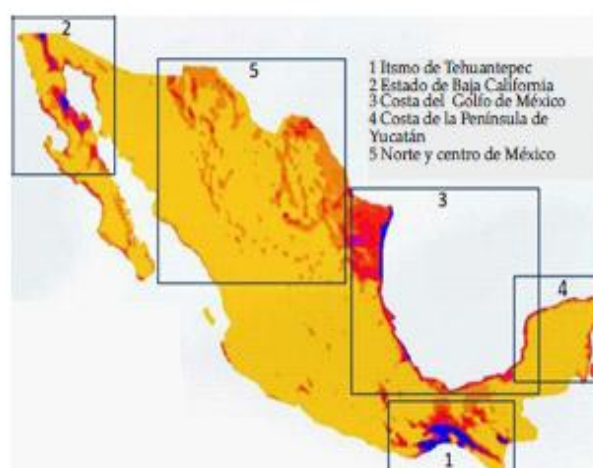 2
5
1 Itsmo de Tehuantepec
2 Estado de Baja California
3 Costa del Golfo de México
4 Costa de la Península de
Yucatán
5 Norte y centro de México
3
4
1